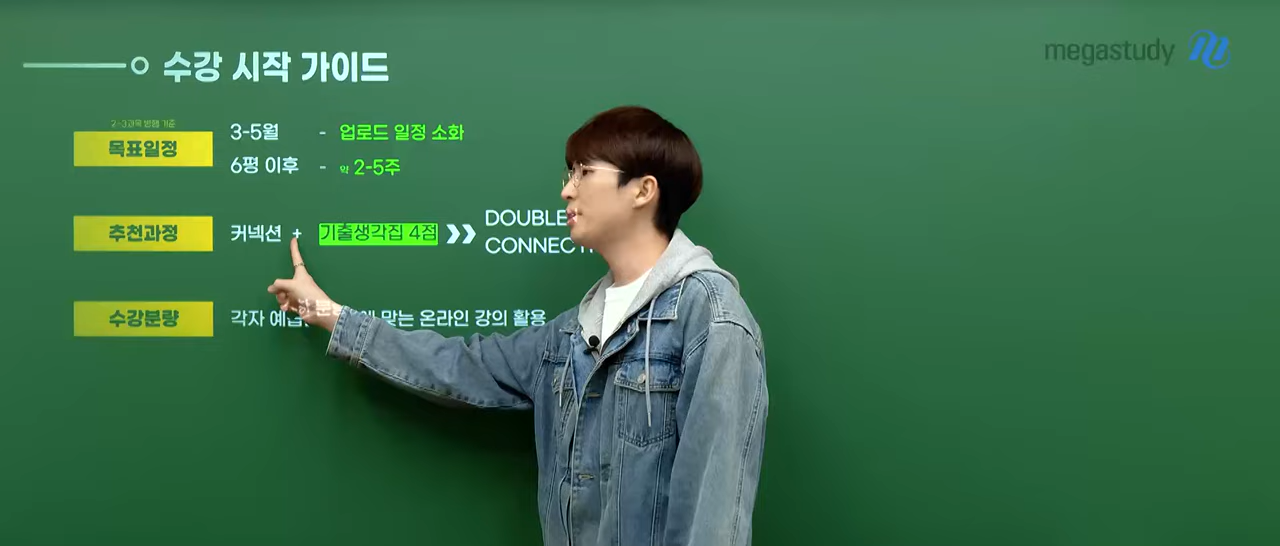 수강 시작 가이드
megastudy
2-3과목 병행 기준
목표일정
3-5월 - 업로드 일정 소화
6평 이후 - 약 2-5주
추천과정
커넥션 + 기출생각집 4점
DOUBLE
CONNECTI
수강분량
각자 예습 맞는 온라인 강의 활용